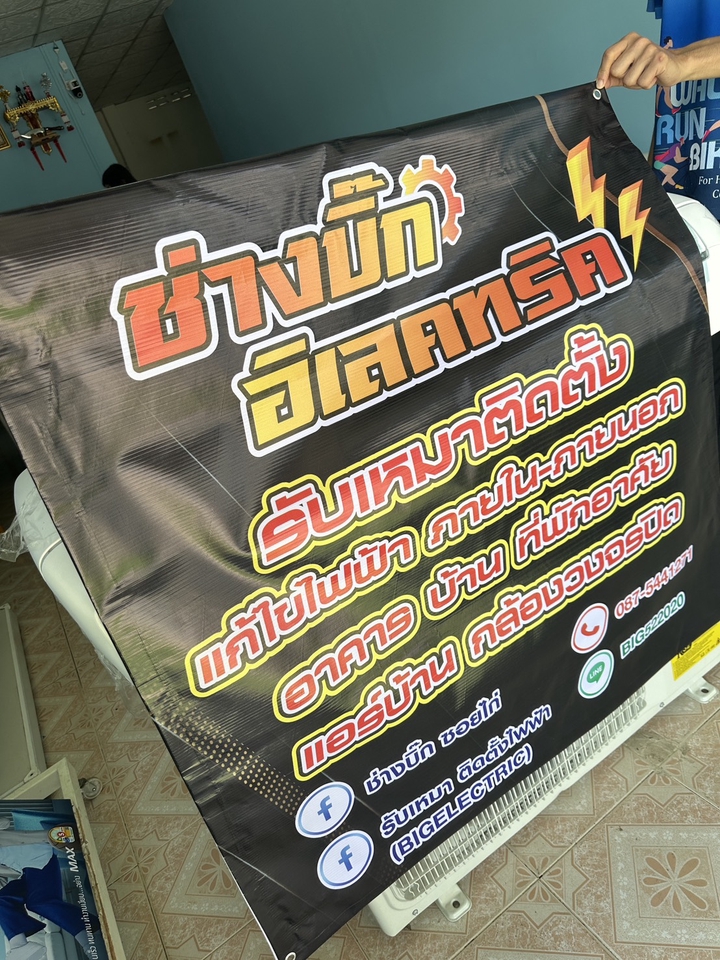 ช่างบิ๊ก
อิเลคทริค
รับเหมาติดตั้ง
แก้ไขไฟฟ้า ภายใน-ภายนอก
อาคาร บ้าน ที่พักอาศัย
แอร์บ้าน กล้องวงจรปิด
087-5441271
LINE BIG522020
f ช่างบิ๊ก ซอยไก่
f รับเหมา ติดตั้งไฟฟ้า
(BIGELECTRIC)
RUN
MAX